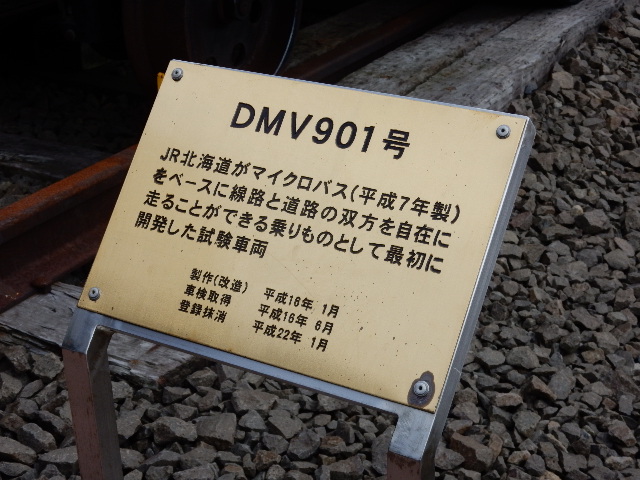 DMV901号
JR北海道がマイクロバス(平成7年製)
をベースに線路と道路の双方を自在に
走ることができる乗りものとして最初に
開発した試験車両
製作(改造) 平成16年 1月
車検取得 平成16年 6月
登録抹消 平成22年 1月